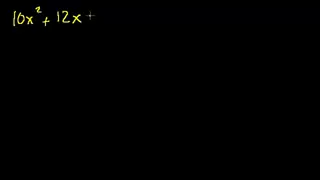 10x² + 12x +